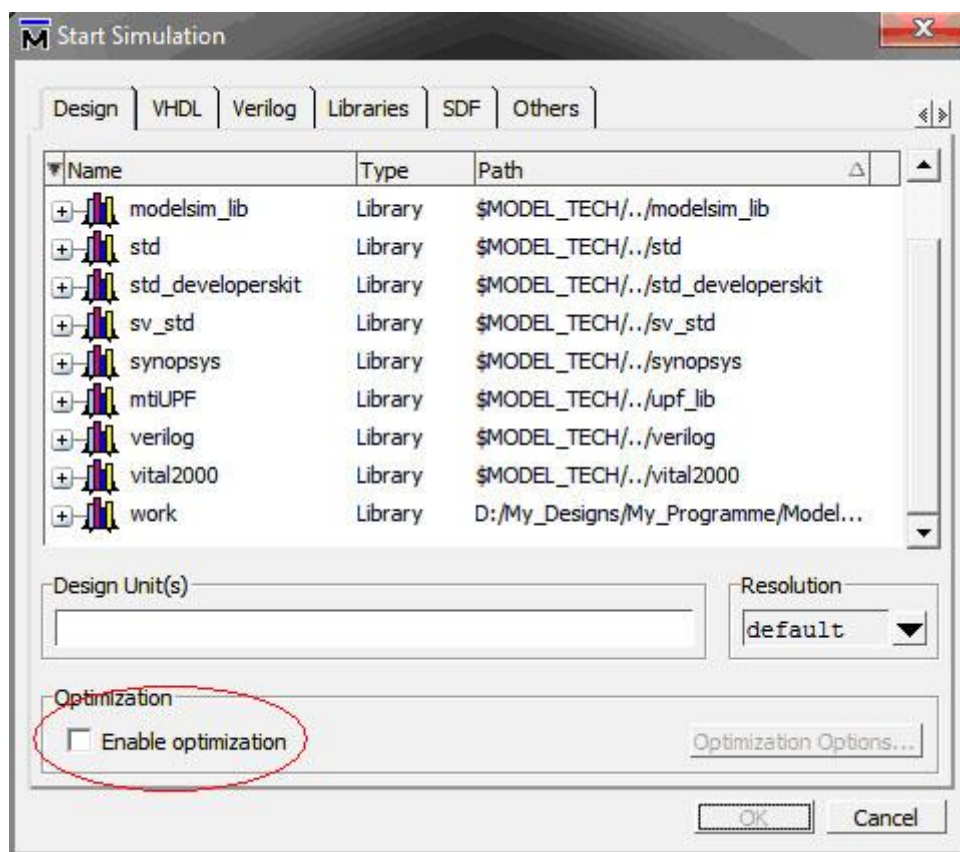 Start Simulation
Design VHDL Verilog Libraries SDF Others
Name Type Path
modelsim_lib Library $MODEL_TECH/../modelsim_lib
std Library $MODEL_TECH/../std
std_developerskit Library $MODEL_TECH/../std_developerskit
sv_std Library $MODEL_TECH/../sv_std
synopsys Library $MODEL_TECH/../synopsys
mtiUPF Library $MODEL_TECH/../upf_lib
verilog Library $MODEL_TECH/../verilog
vital2000 Library $MODEL_TECH/../vital2000
work Library D:/My_Designs/My_Programme/Model...
Design Unit(s) Resolution
default
Optimization
Enable optimization Optimization Options...
OK Cancel